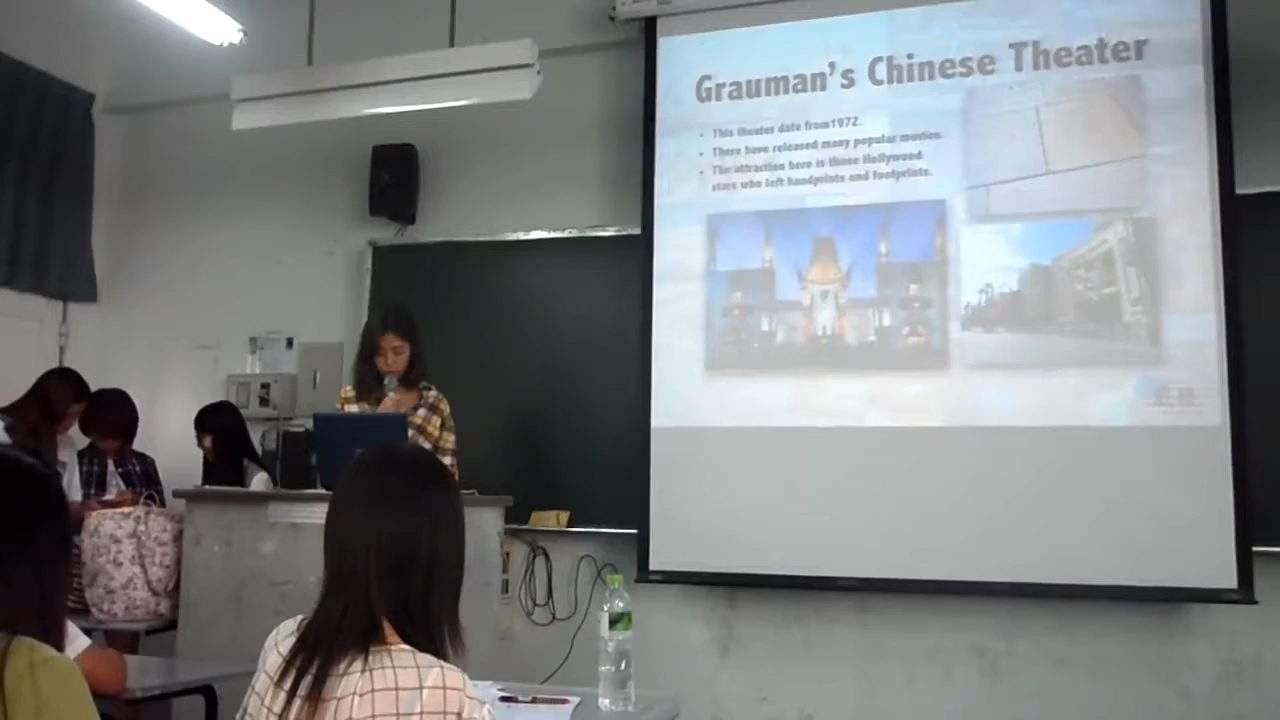 Grauman's Chinese Theater
• This theater date from1972.
• There have released many popular movies.
• The attraction here is those Hollywood
stars who left handprints and footprints.